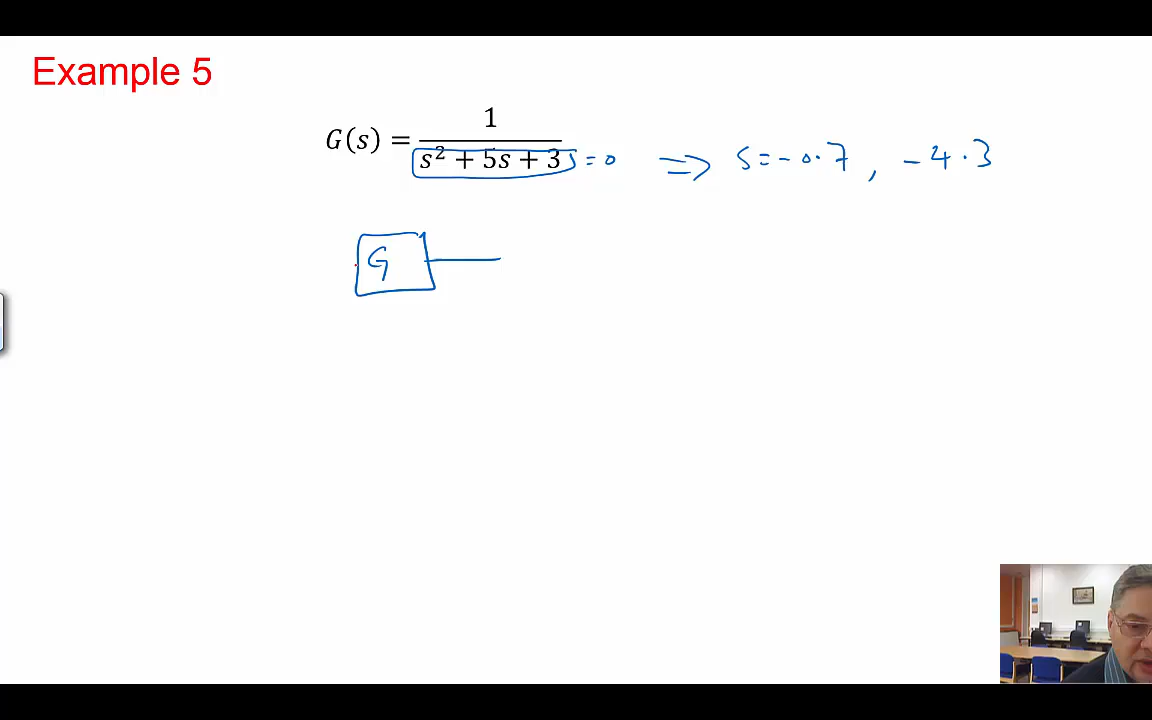 Example 5
G(s) = 1 / (s² + 5s + 3) = 0 ⇒ s = -0.7, -4.3
G